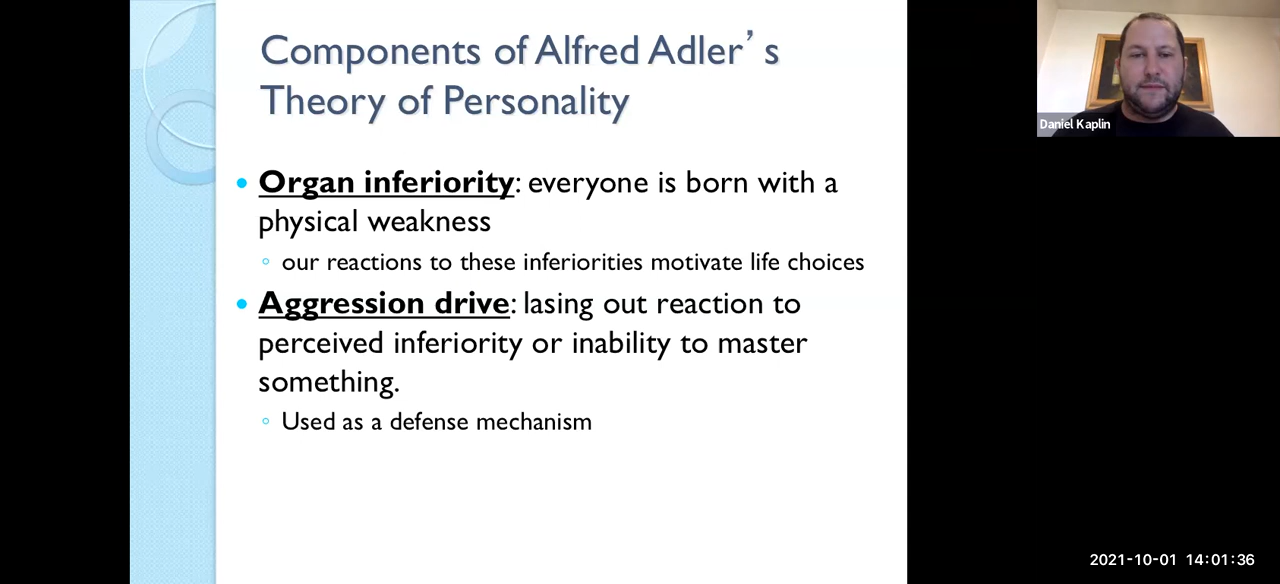 Components of Alfred Adler’s
Theory of Personality
Organ inferiority: everyone is born with a
physical weakness
our reactions to these inferiorities motivate life choices
Aggression drive: lasing out reaction to
perceived inferiority or inability to master
something.
Used as a defense mechanism
Daniel Kaplin
2021-10-01 14:01:36